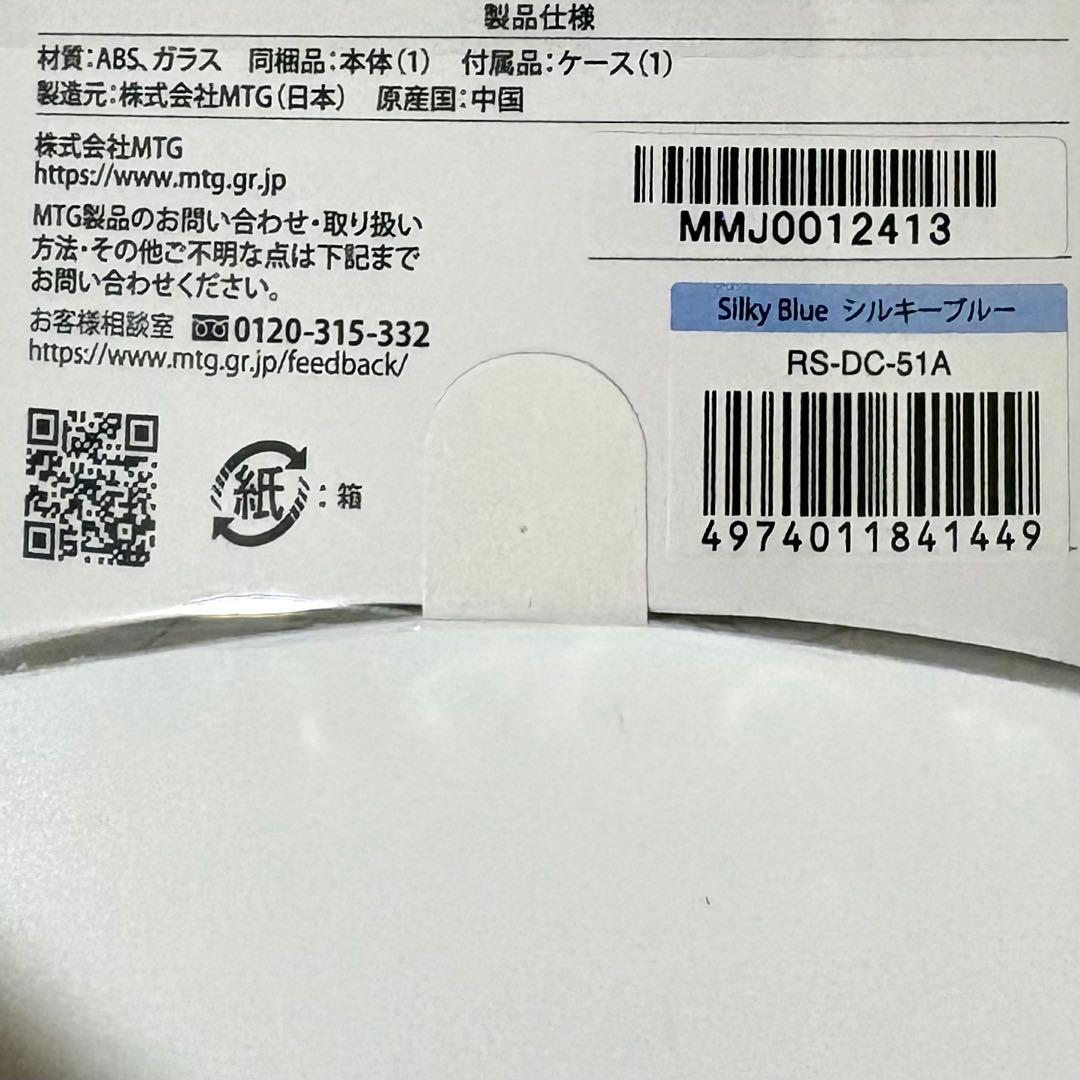 製品仕様
材質:ABS、ガラス 同梱品:本体(1) 付属品:ケース(1)
製造元:株式会社MTG(日本) 原産国:中国
株式会社MTG
https://www.mtg.gr.jp
MTG製品のお問い合わせ・取り扱い
方法・その他ご不明な点は下記まで
お問い合わせください。
お客様相談室 0120-315-332
https://www.mtg.gr.jp/feedback/
紙:箱
MMJ0012413
Silky Blue シルキーブルー
RS-DC-51A
4974011841449